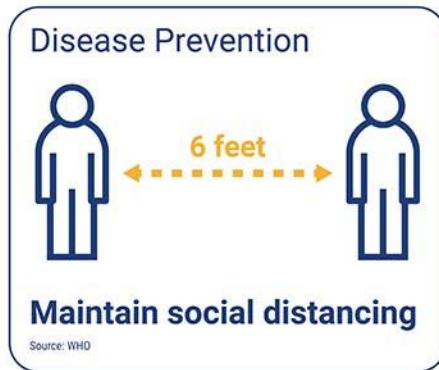 Disease Prevention
6 feet
Maintain social distancing
Source: WHO